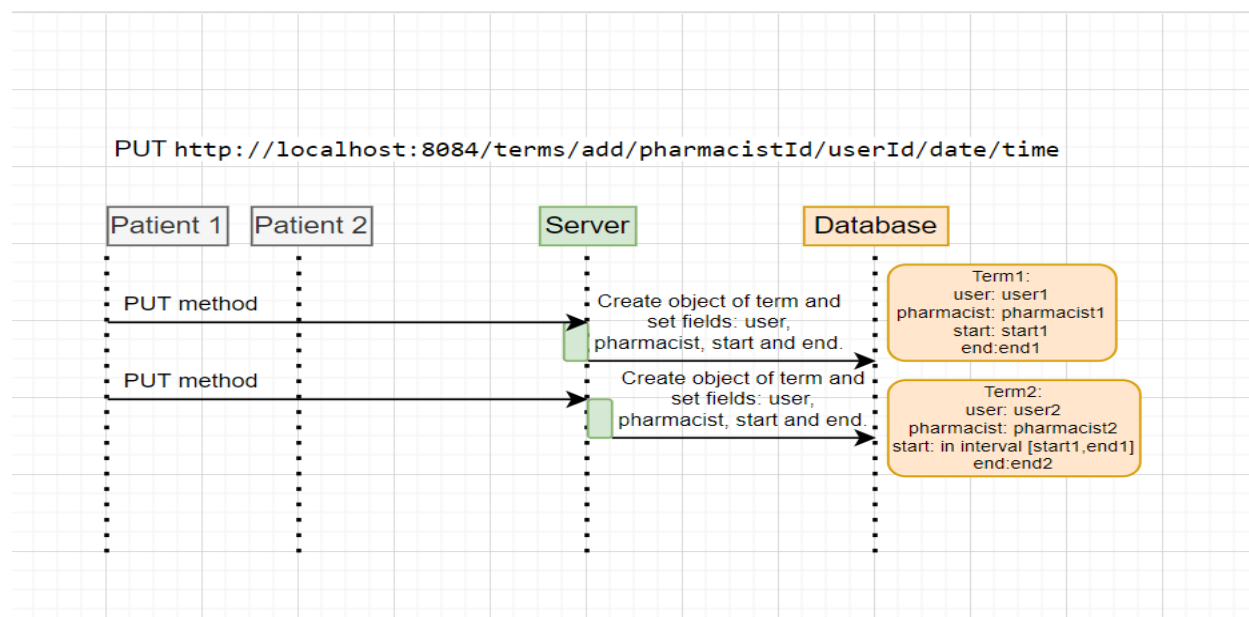 PUT http://localhost:8084/terms/add/pharmacistId/userId/date/time
Patient 1
Patient 2
Server
Database
PUT method
Create object of term and
set fields: user,
pharmacist, start and end.
Term1:
user: user1
pharmacist: pharmacist1
start: start1
end:end1
PUT method
Create object of term and
set fields: user,
pharmacist, start and end.
Term2:
user: user2
pharmacist: pharmacist2
start: in interval [start1,end1]
end:end2